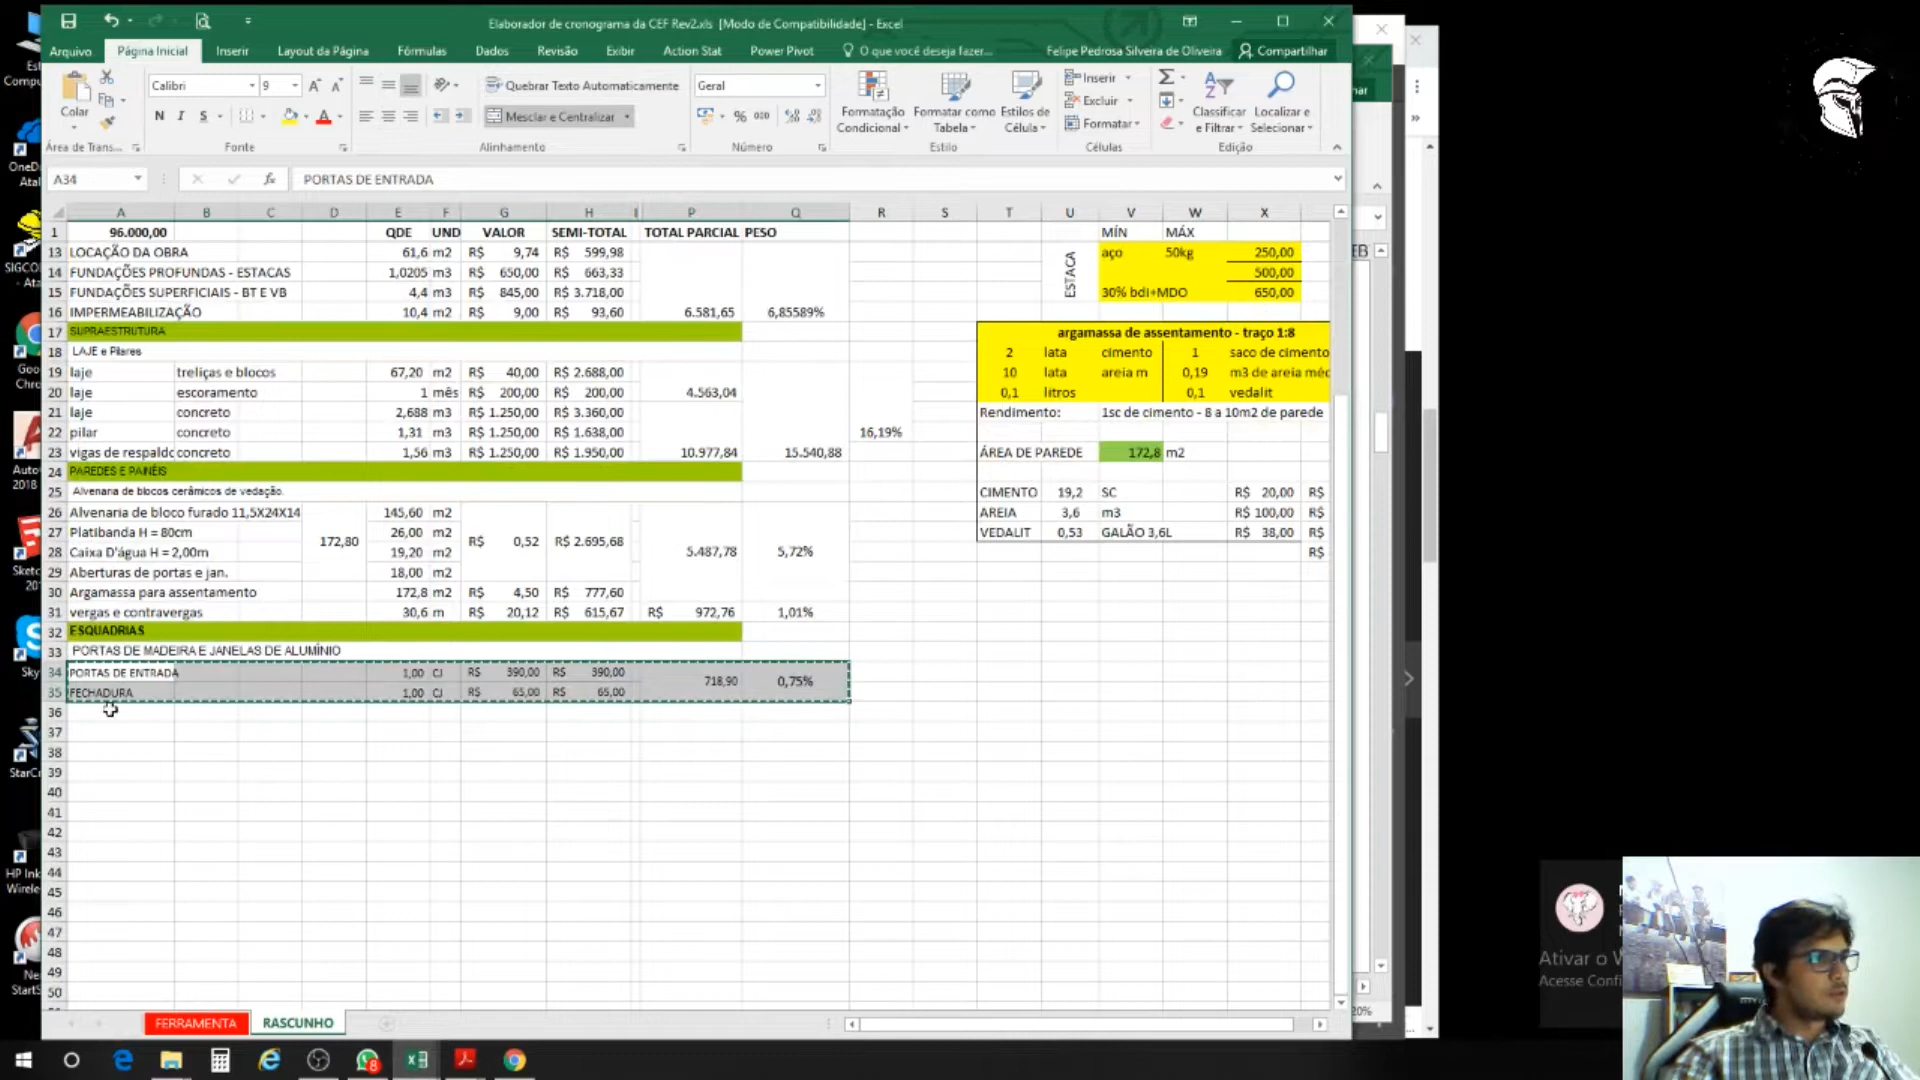 Elaborador de cronograma da CEF Rev2.xls [Modo de Compatibilidade] - Excel
Arquivo Página Inicial Inserir Layout da Página Fórmulas Dados Revisão Exibir Action Stat Power Pivot O que você deseja fazer... Felipe Pedrosa Silveira de Oliveira Compartilhar
Colar Calibri 9 Quebrar Texto Automaticamente Geral Formatação Condicional Formatar como Tabela Estilos de Célula Inserir Classificar e Filtrar Localizar e Selecionar
N I S Mesclar e Centralizar % 000 Excluir
Formatar
Área de Trans... Fonte Alinhamento Número Estilo Células Edição
A34 fx PORTAS DE ENTRADA
A B C D E F G H I P Q R S T U V W X
1 96.000,00 QDE UND VALOR SEMI-TOTAL TOTAL PARCIAL PESO MÍN MÁX
13 LOCAÇÃO DA OBRA 61,6 m2 R$ 9,74 R$ 599,98 ESTACA aço 50kg 250,00
14 FUNDAÇÕES PROFUNDAS - ESTACAS 1,0205 m3 R$ 650,00 R$ 663,33 500,00
15 FUNDAÇÕES SUPERFICIAIS - BT E VB 4,4 m3 R$ 845,00 R$ 3.718,00 30% bdi+MDO 650,00
16 IMPERMEABILIZAÇÃO 10,4 m2 R$ 9,00 R$ 93,60 6.581,65 6,85589%
17 SUPRAESTRUTURA argamassa de assentamento - traço 1:8
18 LAJE e Pilares 2 lata cimento 1 saco de cimento
19 laje treliças e blocos 67,20 m2 R$ 40,00 R$ 2.688,00 10 lata areia m 0,19 m3 de areia méd
20 laje escoramento 1 mês R$ 200,00 R$ 200,00 4.563,04 0,1 litros 0,1 vedalit
21 laje concreto 2,688 m3 R$ 1.250,00 R$ 3.360,00 Rendimento: 1sc de cimento - 8 a 10m2 de parede
22 pilar concreto 1,31 m3 R$ 1.250,00 R$ 1.638,00 16,19%
23 vigas de respaldo concreto 1,56 m3 R$ 1.250,00 R$ 1.950,00 10.977,84 15.540,88 ÁREA DE PAREDE 172,8 m2
24 PAREDES E PAINÉIS
25 Alvenaria de blocos cerâmicos de vedação. CIMENTO 19,2 SC R$ 20,00 R$
26 Alvenaria de bloco furado 11,5X24X14 145,60 m2 AREIA 3,6 m3 R$ 100,00 R$
27 Platibanda H = 80cm 172,80 26,00 m2 R$ 0,52 R$ 2.695,68 VEDALIT 0,53 GALÃO 3,6L R$ 38,00 R$
28 Caixa D'água H = 2,00m 19,20 m2 5.487,78 5,72% R$
29 Aberturas de portas e jan. 18,00 m2
30 Argamassa para assentamento 172,8 m2 R$ 4,50 R$ 777,60
31 vergas e contravergas 30,6 m R$ 20,12 R$ 615,67 R$ 972,76 1,01%
32 ESQUADRIAS
33 PORTAS DE MADEIRA E JANELAS DE ALUMÍNIO
34 PORTAS DE ENTRADA 1,00 CJ R$ 390,00 R$ 390,00 718,90 0,75%
35 FECHADURA 1,00 CJ R$ 65,00 R$ 65,00
36
37
38
39
40
41
42
43
44
45
46
47
48
49
50
FERRAMENTA RASCUNHO
Ativar o W
Acesse Confi